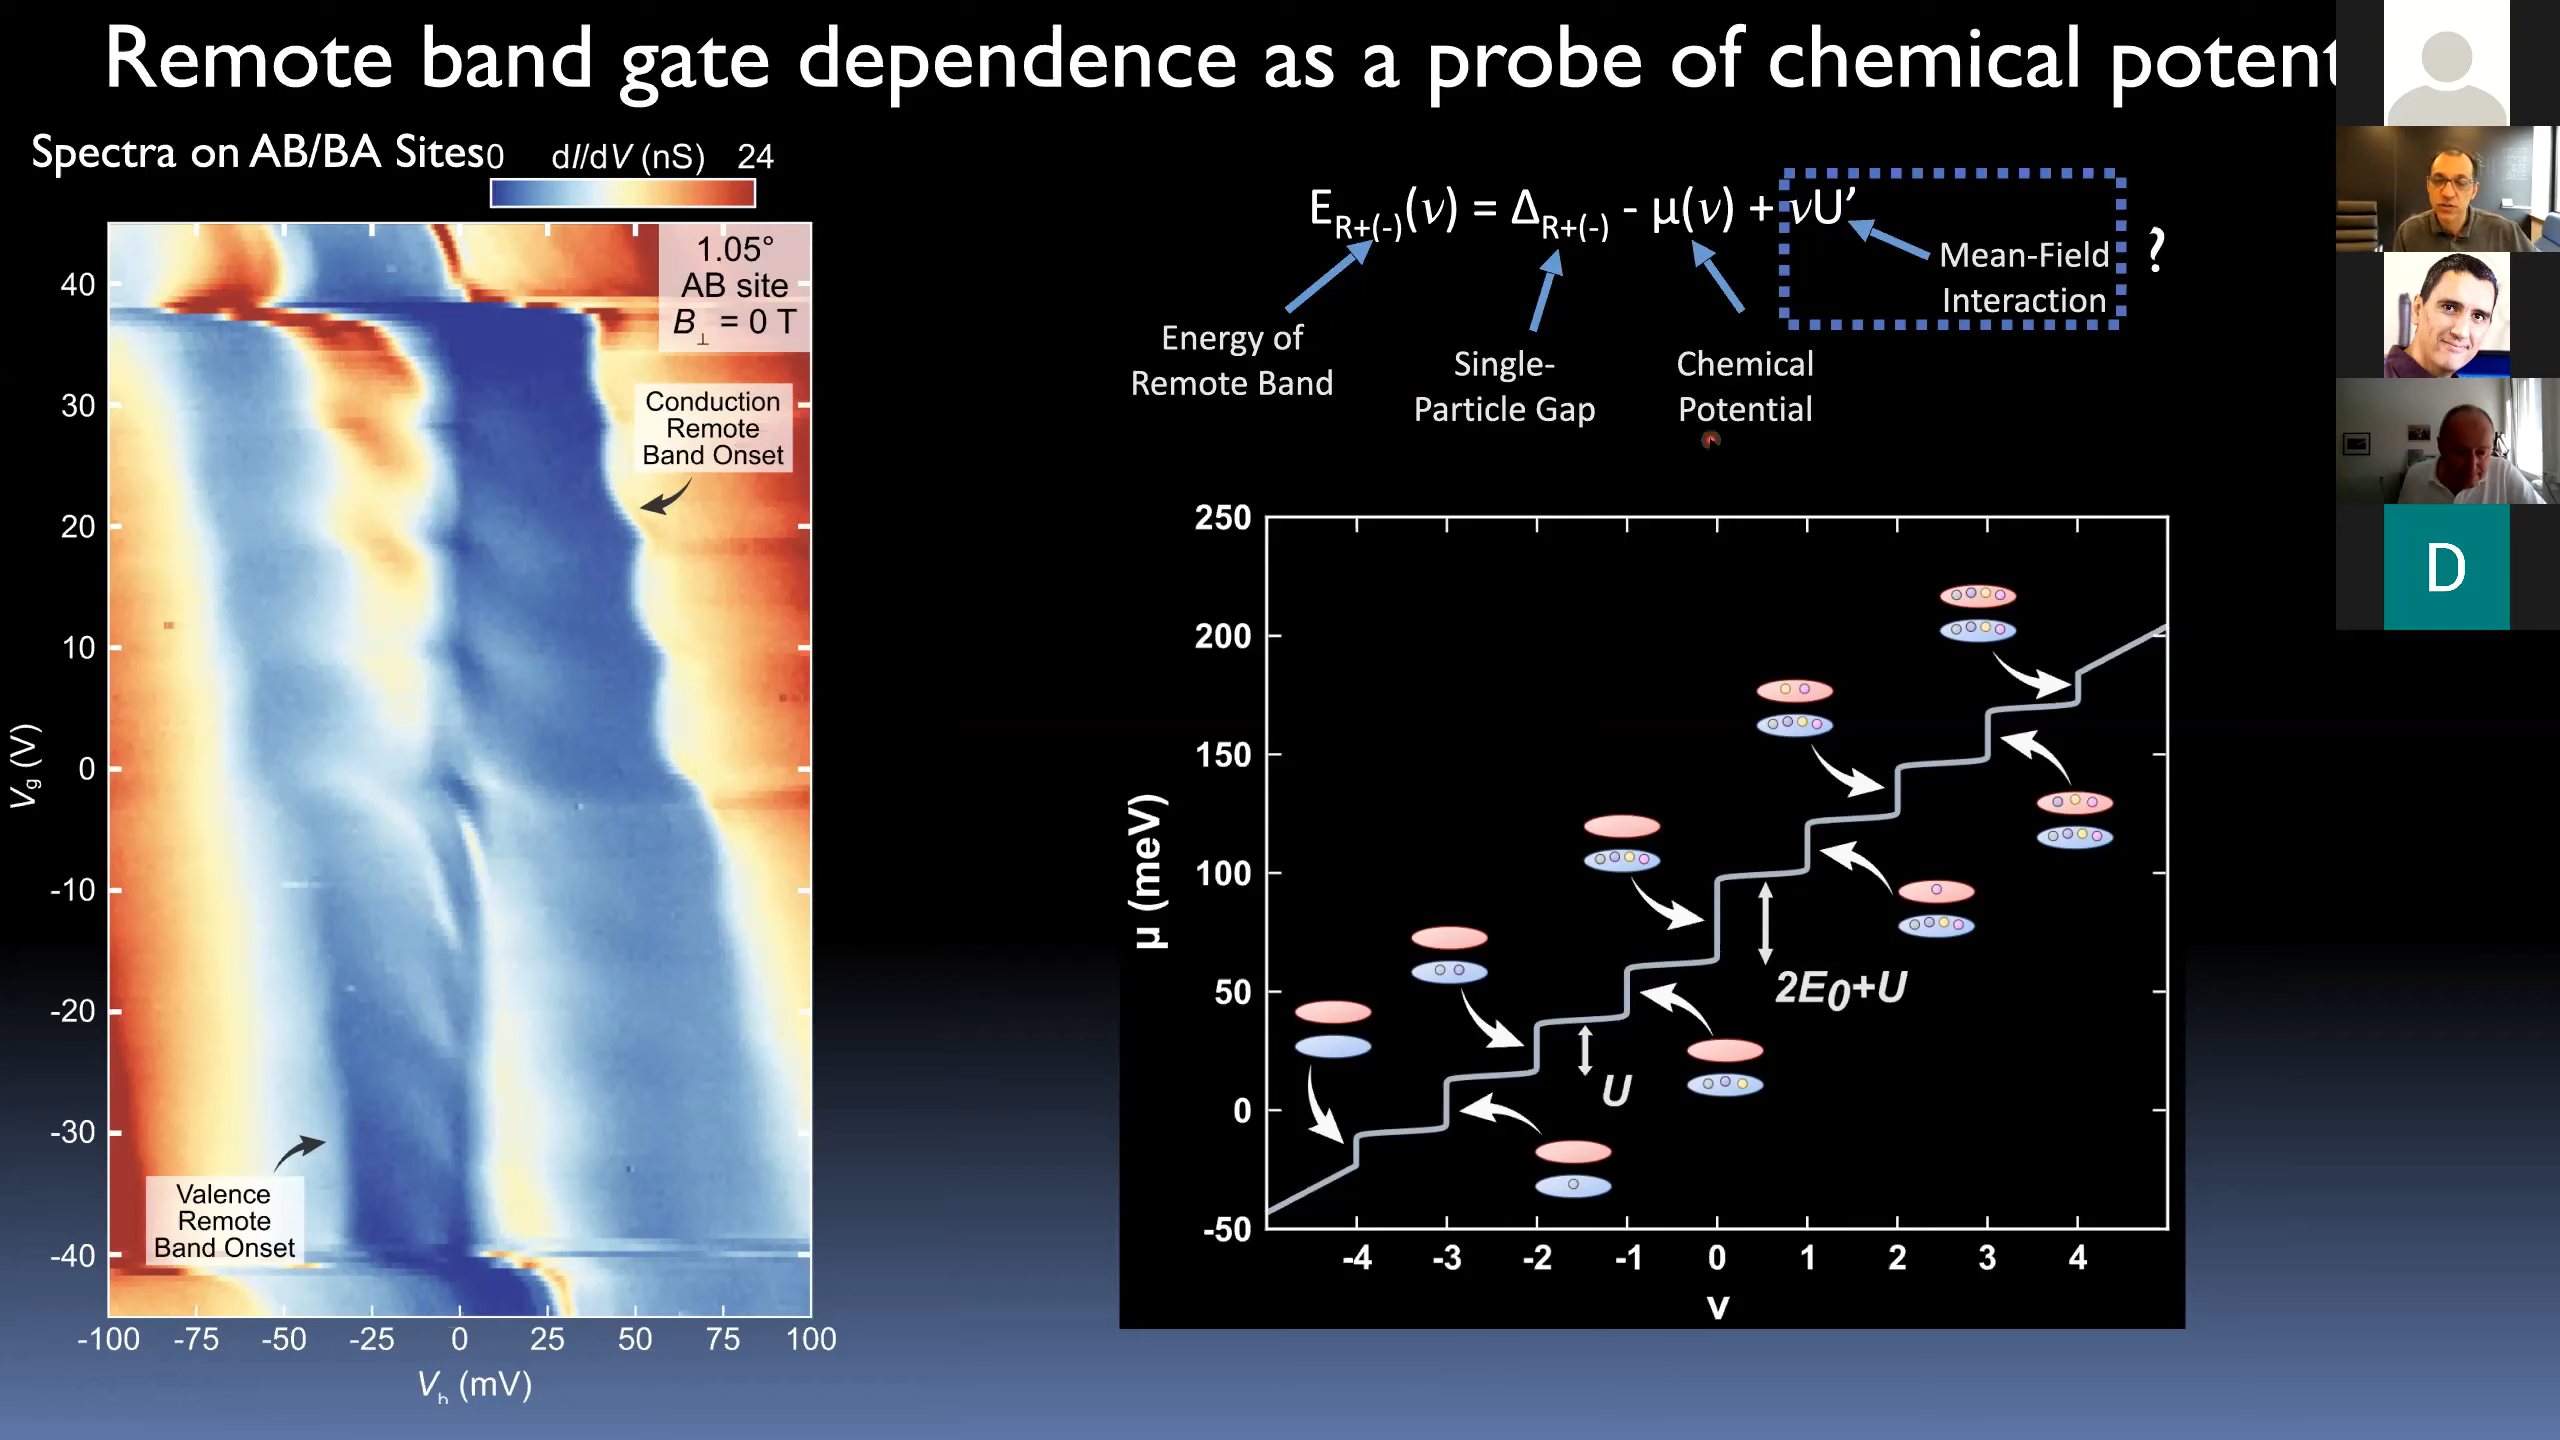 Remote band gate dependence as a probe of chemical potent
Spectra on AB/BA Sites
0 dI/dV (nS) 24
1.05°
AB site
B⊥ = 0 T
Conduction
Remote
Band Onset
Valence
Remote
Band Onset
40
30
20
10
0
-10
-20
-30
-40
Vg (V)
-100 -75 -50 -25 0 25 50 75 100
Vb (mV)
ER+(-)(ν) = ΔR+(-) - μ(ν) + νU’
Mean-Field
Interaction
?
Energy of
Remote Band
Single-
Particle Gap
Chemical
Potential
250
200
150
100
50
0
-50
μ (meV)
2E0+U
U
-4 -3 -2 -1 0 1 2 3 4
ν
D